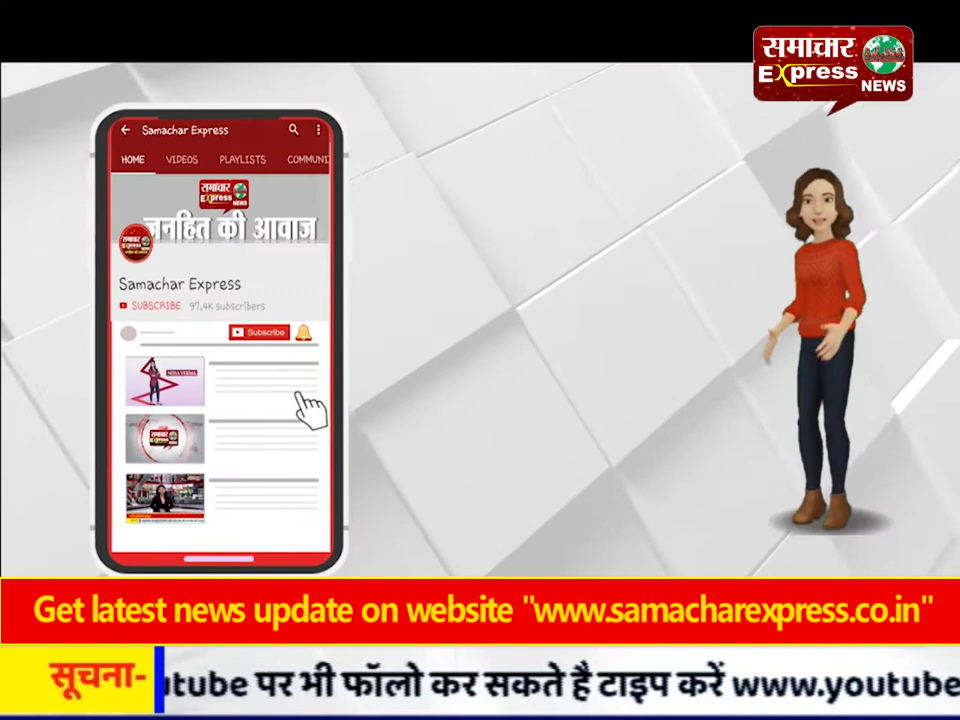 समाचार
Express
NEWS
Samachar Express
HOME VIDEOS PLAYLISTS COMMUNI
समाचार
Express
NEWS
जनहित की आवाज
Samachar Express
SUBSCRIBE 97.4K subscribers
Subscribe
Get latest news update on website "www.samacharexpress.co.in"
सूचना- utube पर भी फॉलो कर सकते है टाइप करें www.youtube